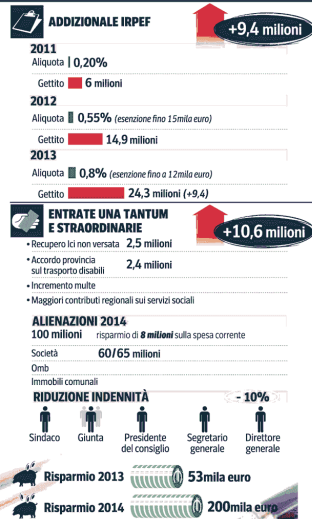 ADDIZIONALE IRPEF
+9,4 milioni
2011
Aliquota 0,20%
Gettito 6 milioni
2012
Aliquota 0,55% (esenzione fino 15mila euro)
Gettito 14,9 milioni
2013
Aliquota 0,8% (esenzione fino a 12mila euro)
Gettito 24,3 milioni (+9,4)
ENTRATE UNA TANTUM
E STRAORDINARIE
+10,6 milioni
• Recupero Ici non versata 2,5 milioni
• Accordo provincia
sul trasporto disabili 2,4 milioni
• Incremento multe
• Maggiori contributi regionali sui servizi sociali
ALIENAZIONI 2014
100 milioni risparmio di 8 milioni sulla spesa corrente
Società 60/65 milioni
Omb
Immobili comunali
RIDUZIONE INDENNITÀ - 10%
Sindaco Giunta Presidente del consiglio Segretario generale Direttore generale
Risparmio 2013 53mila euro
Risparmio 2014 200mila euro